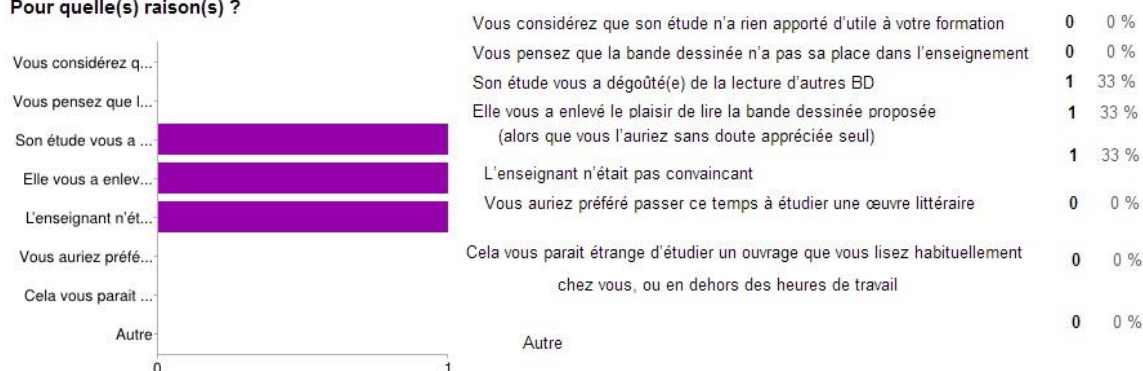 Pour quelle(s) raison(s) ?
Vous considérez q...
Vous pensez que l...
Son étude vous a ...
Elle vous a enlev...
L'enseignant n'ét...
Vous auriez préfé...
Cela vous parait ...
Autre
0
1
Vous considérez que son étude n'a rien apporté d'utile à votre formation 0 0 %
Vous pensez que la bande dessinée n'a pas sa place dans l'enseignement 0 0 %
Son étude vous a dégoûté(e) de la lecture d'autres BD 1 33 %
Elle vous a enlevé le plaisir de lire la bande dessinée proposée 1 33 %
(alors que vous l'auriez sans doute appréciée seul)
1 33 %
L'enseignant n'était pas convaincant
Vous auriez préféré passer ce temps à étudier une œuvre littéraire 0 0 %
Cela vous parait étrange d'étudier un ouvrage que vous lisez habituellement 0 0 %
chez vous, ou en dehors des heures de travail
0 0 %
Autre